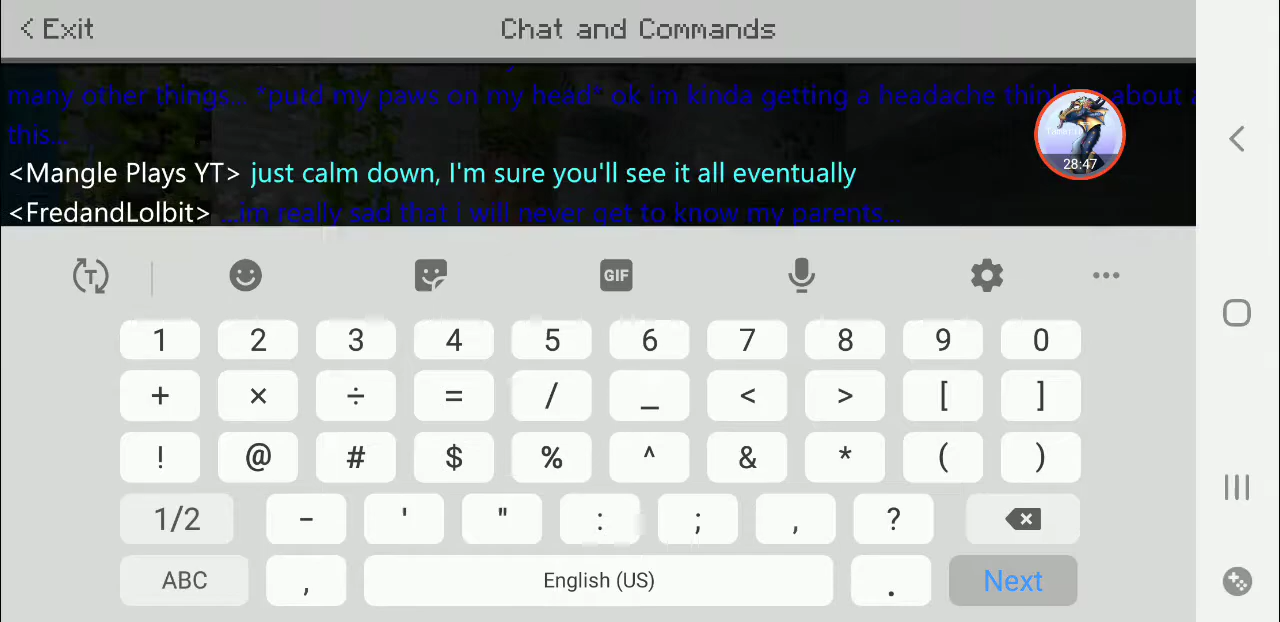 < Exit
Chat and Commands
many other things... *putd my paws on my head* ok im kinda getting a headache about
this...
<Mangle Plays YT> just calm down, I'm sure you'll see it all eventually
<FredandLolbit> ...im really sad that i will never get to know my parents...
28:47
T
GIF
1 2 3 4 5 6 7 8 9 0
+ × ÷ = / _ < > [ ]
! @ # $ % ^ & * ( )
1/2 - ' " : ; , ?
ABC , English (US) . Next